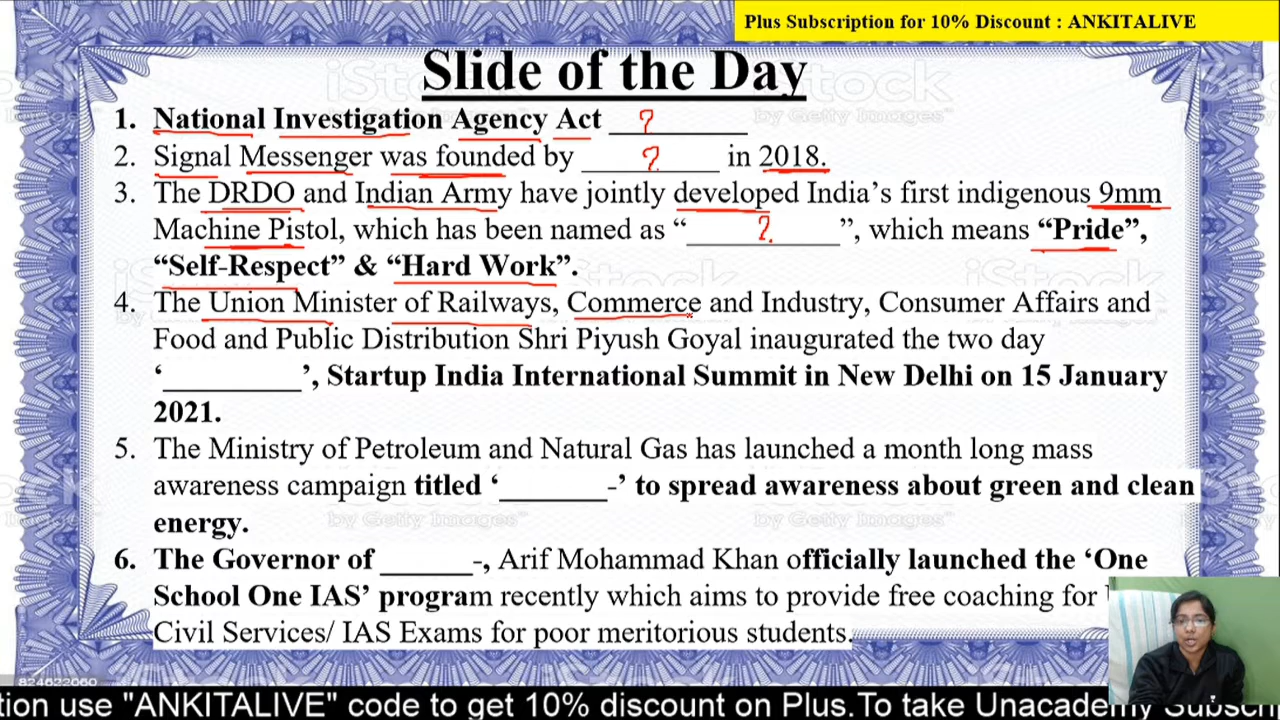 Plus Subscription for 10% Discount : ANKITALIVE
Slide of the Day
1. National Investigation Agency Act __________ ?
2. Signal Messenger was founded by __________ ? in 2018.
3. The DRDO and Indian Army have jointly developed India’s first indigenous 9mm
Machine Pistol, which has been named as “___________ ? ”, which means “Pride”,
“Self-Respect” & “Hard Work”.
4. The Union Minister of Railways, Commerce and Industry, Consumer Affairs and
Food and Public Distribution Shri Piyush Goyal inaugurated the two day
‘__________’, Startup India International Summit in New Delhi on 15 January
2021.
5. The Ministry of Petroleum and Natural Gas has launched a month long mass
awareness campaign titled ‘________-’ to spread awareness about green and clean
energy.
6. The Governor of _______-, Arif Mohammad Khan officially launched the ‘One
School One IAS’ program recently which aims to provide free coaching for
Civil Services/ IAS Exams for poor meritorious students.
824622060
tion use "ANKITALIVE" code to get 10% discount on Plus.To take Unacademy Subscri